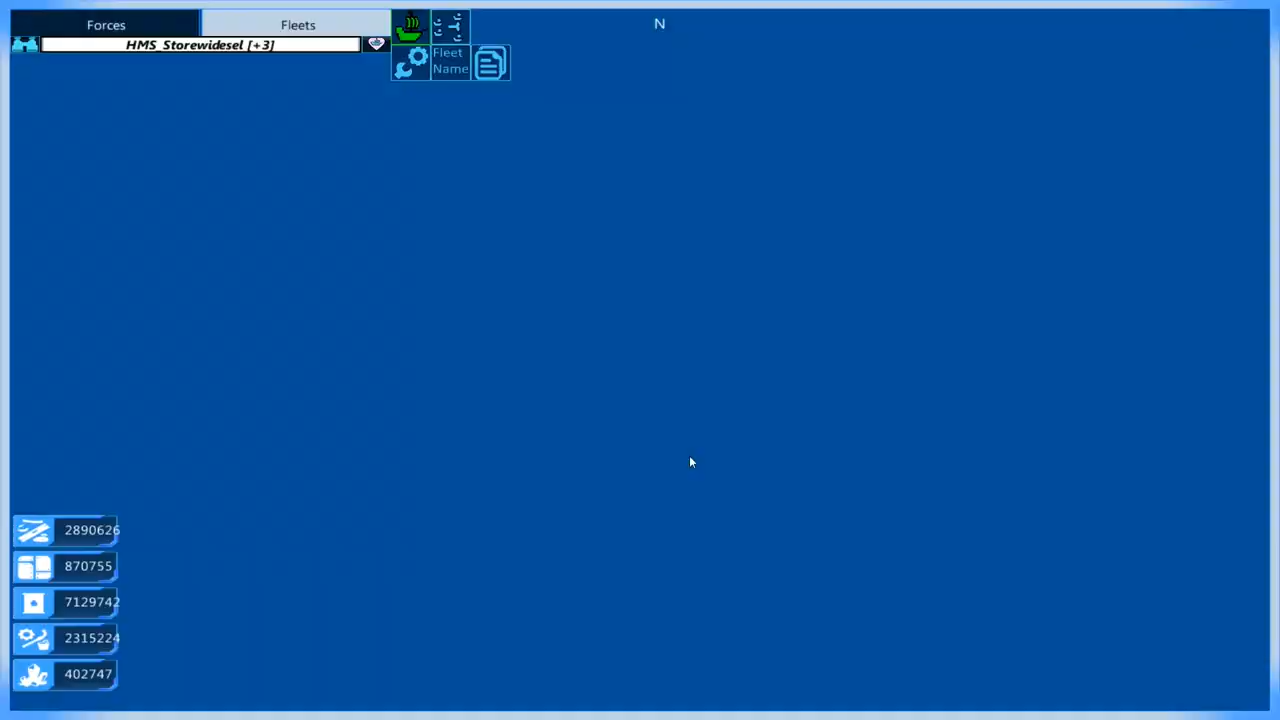 Forces
Fleets
N
HMS_Storewidesel [+3]
Fleet
Name
2890626
870755
7129742
2315224
402747